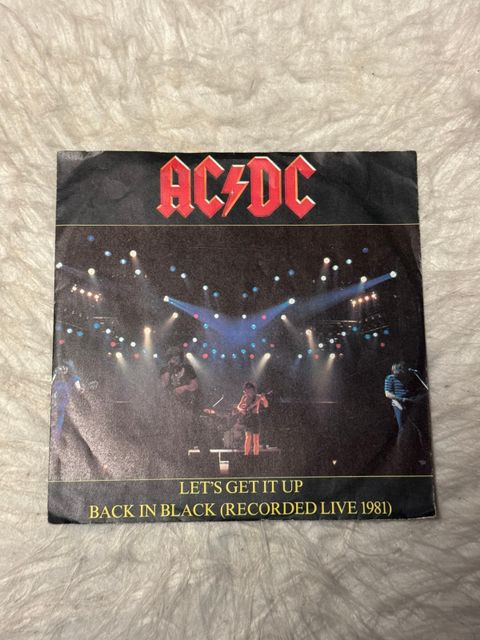 AC⚡DC
LET'S GET IT UP
BACK IN BLACK (RECORDED LIVE 1981)